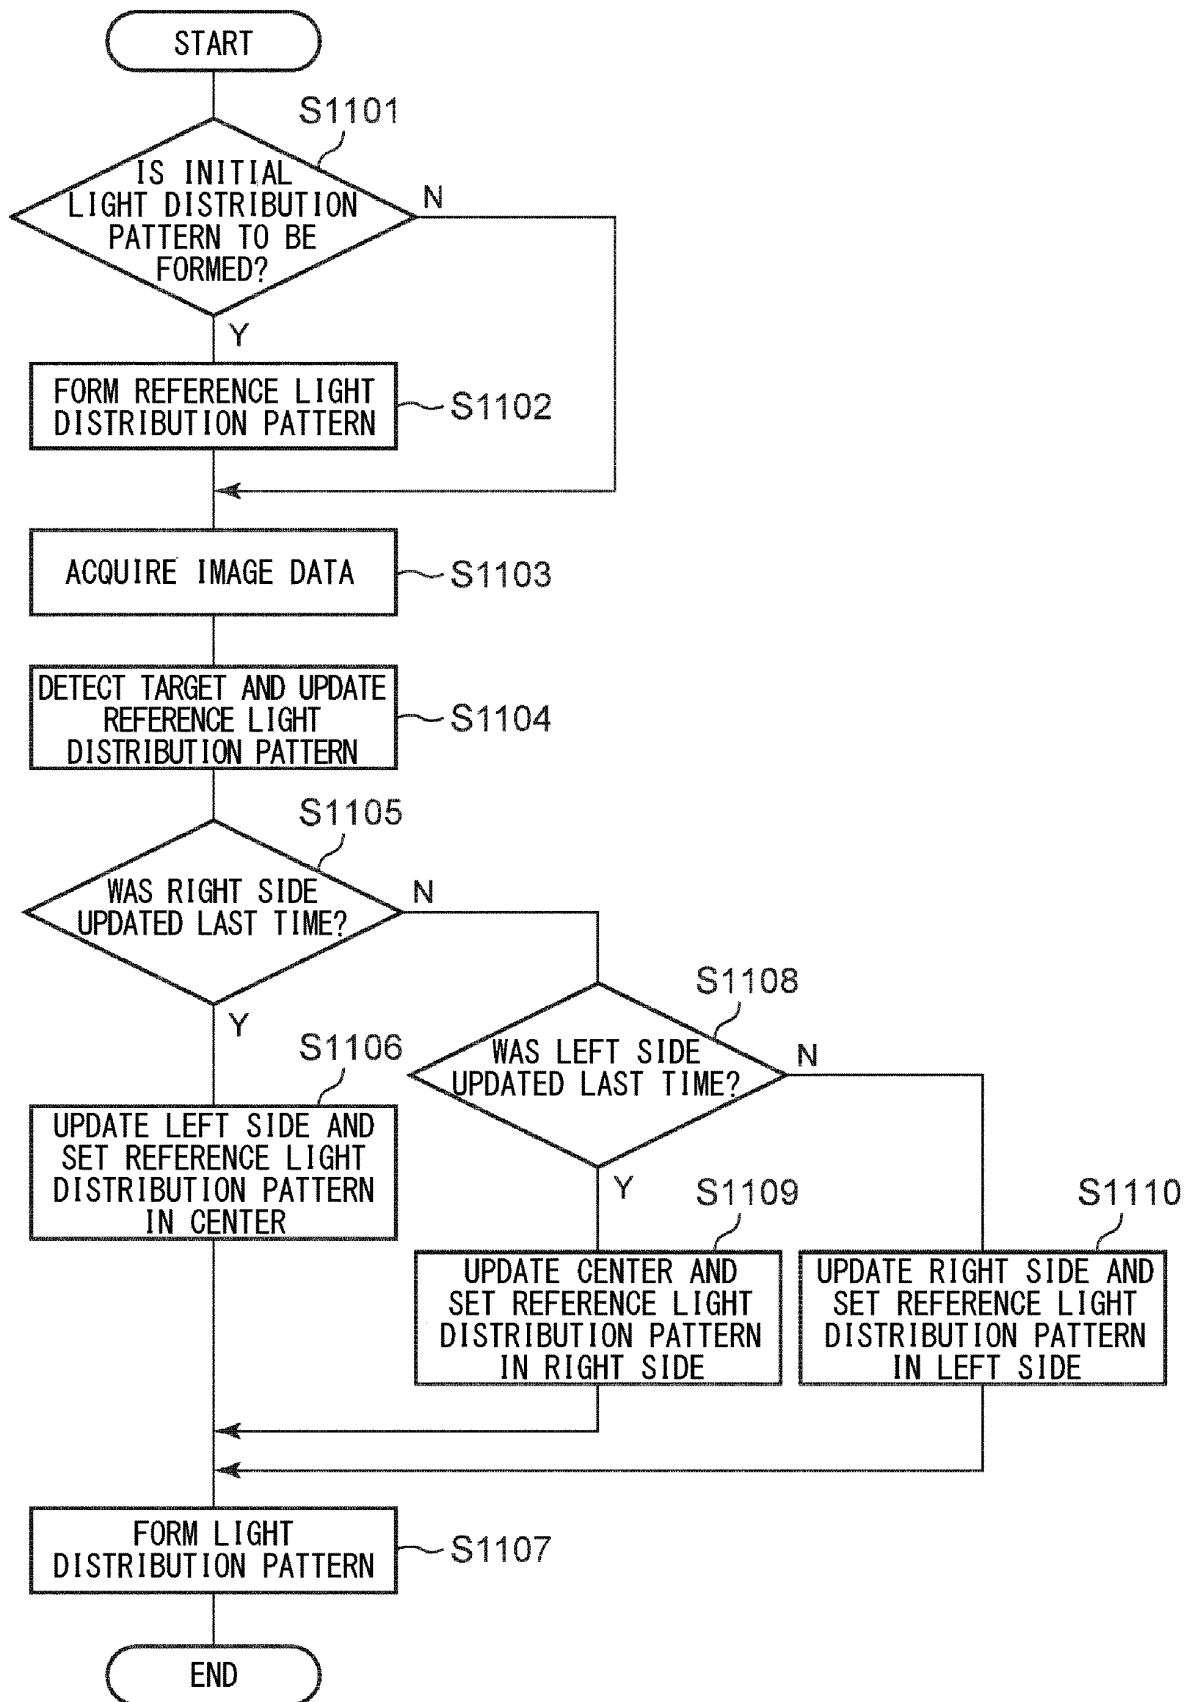 START
S1101
IS INITIAL
LIGHT DISTRIBUTION
PATTERN TO BE
FORMED?
N
Y
FORM REFERENCE LIGHT
DISTRIBUTION PATTERN
S1102
ACQUIRE IMAGE DATA
S1103
DETECT TARGET AND UPDATE
REFERENCE LIGHT
DISTRIBUTION PATTERN
S1104
S1105
WAS RIGHT SIDE
UPDATED LAST TIME?
N
Y
S1106
UPDATE LEFT SIDE AND
SET REFERENCE LIGHT
DISTRIBUTION PATTERN
IN CENTER
S1108
WAS LEFT SIDE
UPDATED LAST TIME?
N
Y
S1109
UPDATE CENTER AND
SET REFERENCE LIGHT
DISTRIBUTION PATTERN
IN RIGHT SIDE
S1110
UPDATE RIGHT SIDE AND
SET REFERENCE LIGHT
DISTRIBUTION PATTERN
IN LEFT SIDE
FORM LIGHT
DISTRIBUTION PATTERN
S1107
END